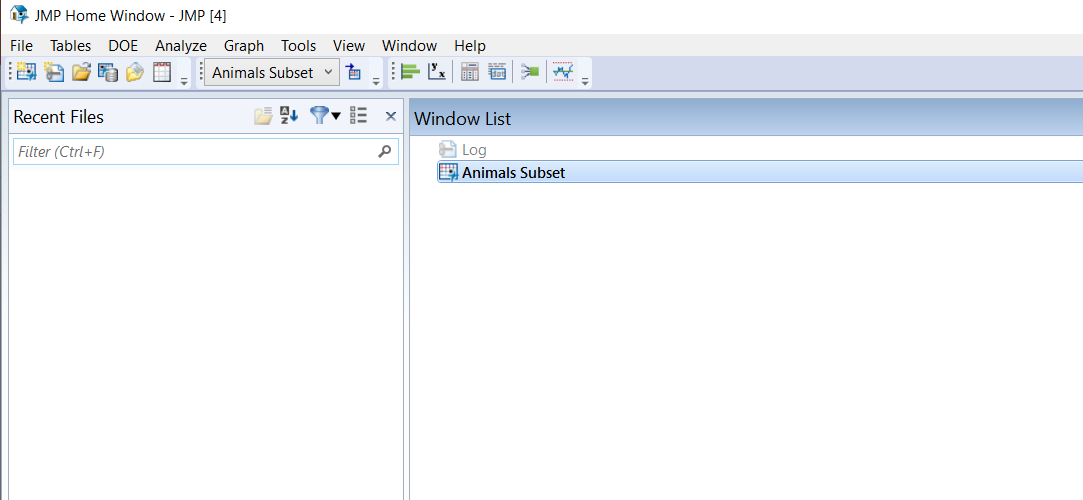 JMP Home Window - JMP [4]
File Tables DOE Analyze Graph Tools View Window Help
Animals Subset
Recent Files
Filter (Ctrl+F)
Window List
Log
Animals Subset